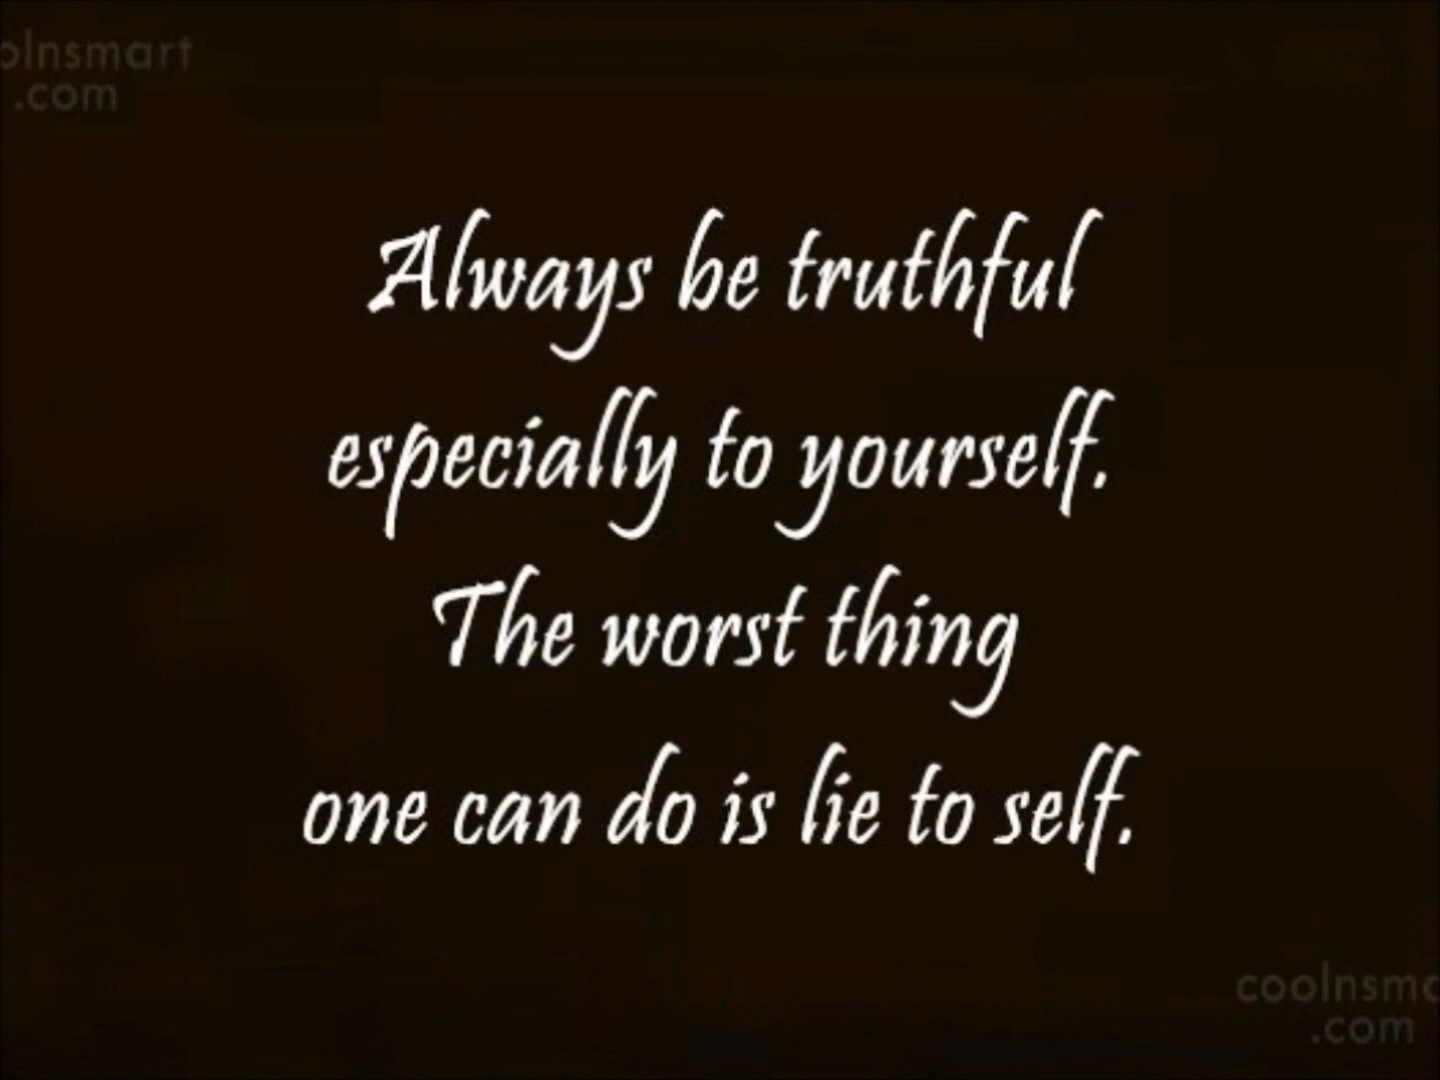 olnsmart
.com
Always be truthful
especially to yourself.
The worst thing
one can do is lie to self.
coolnsma
.com